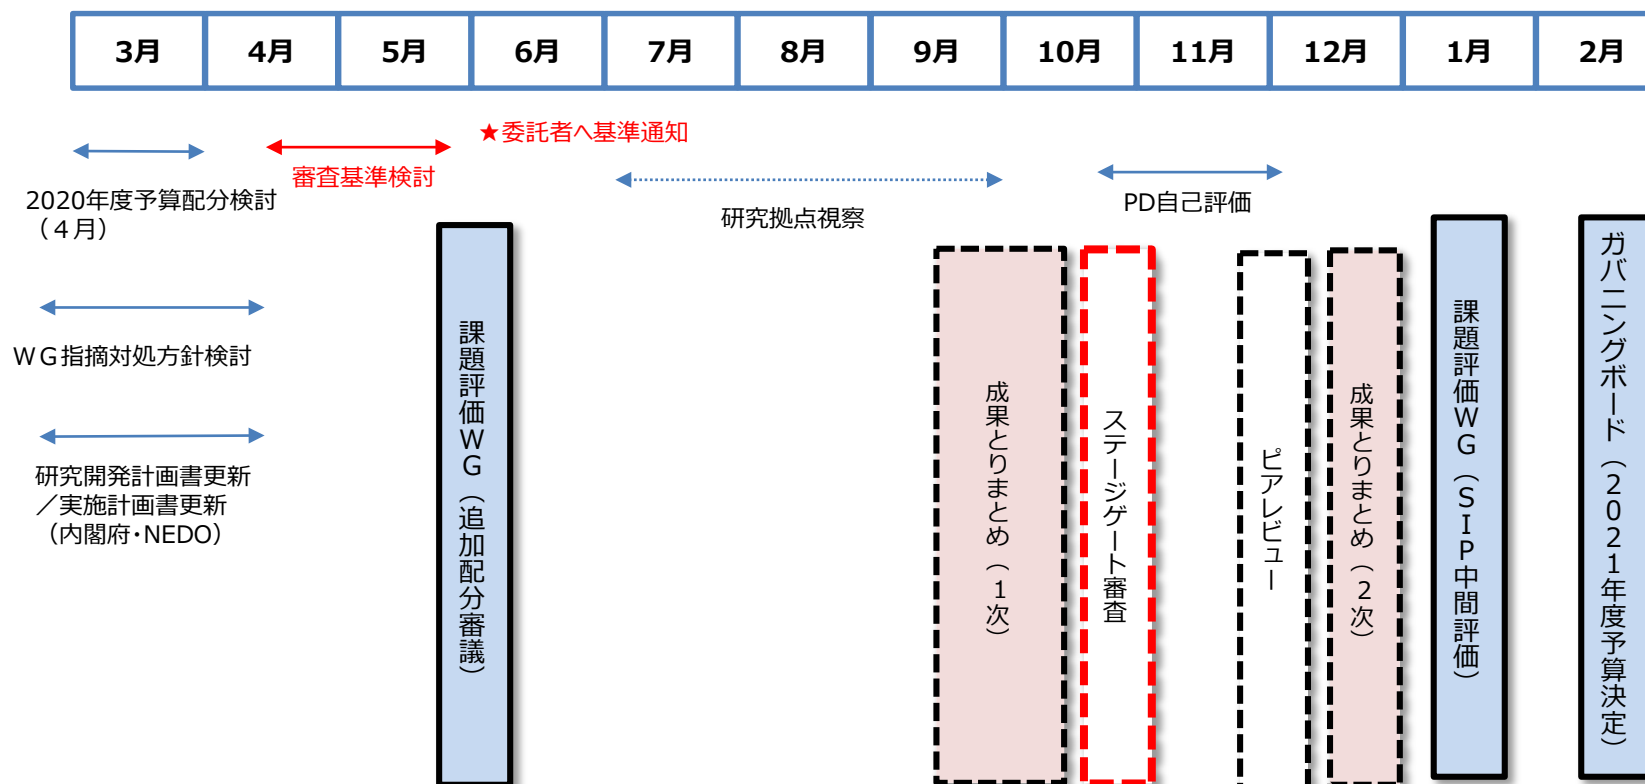 3月 4月 5月 6月 7月 8月 9月 10月 11月 12月 1月 2月
★委託者へ基準通知
審査基準検討
2020年度予算配分検討
（４月）
研究拠点視察
PD自己評価
ＷＧ指摘対処方針検討
研究開発計画書更新
／実施計画書更新
（内閣府・NEDO）
課題評価ＷＧ（追加配分審議）
成果とりまとめ（１次）
ステージゲート審査
ピアレビュー
成果とりまとめ（２次）
課題評価ＷＧ（ＳＩＰ中間評価）
ガバニングボード（２０２１年度予算決定）